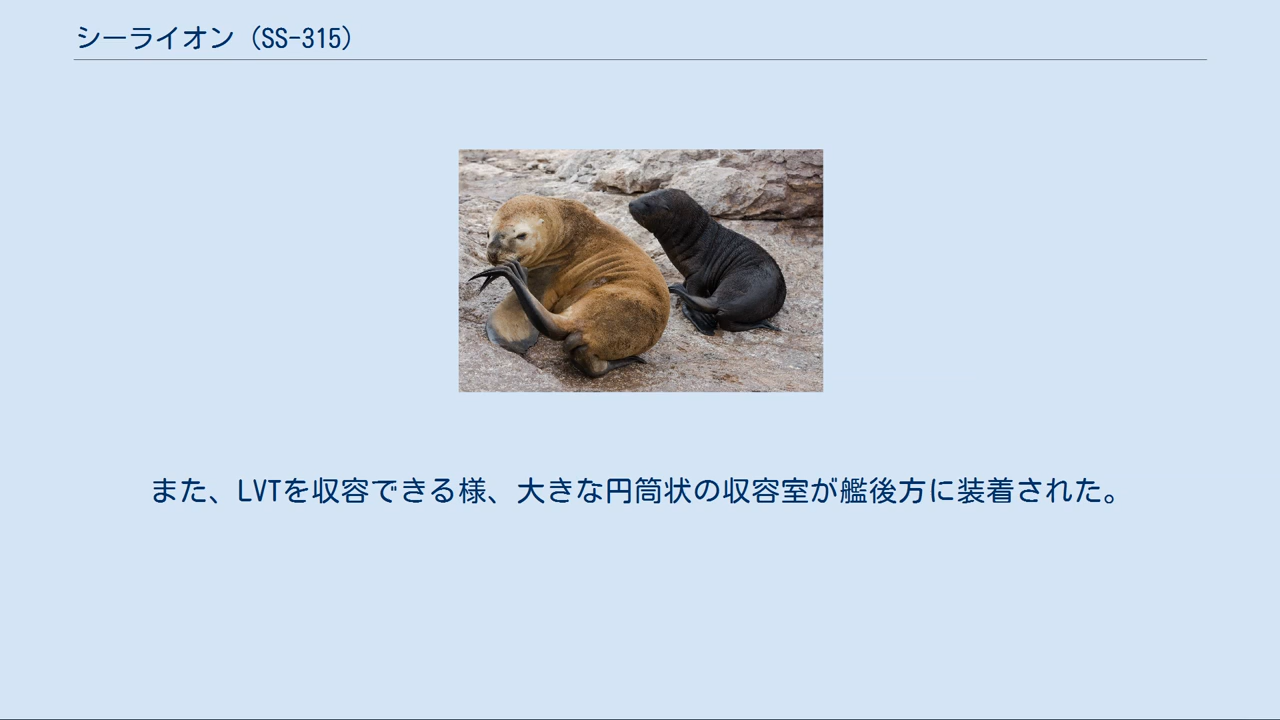 シーライオン（SS-315）
また、LVTを収容できる様、大きな円筒状の収容室が艦後方に装着された。